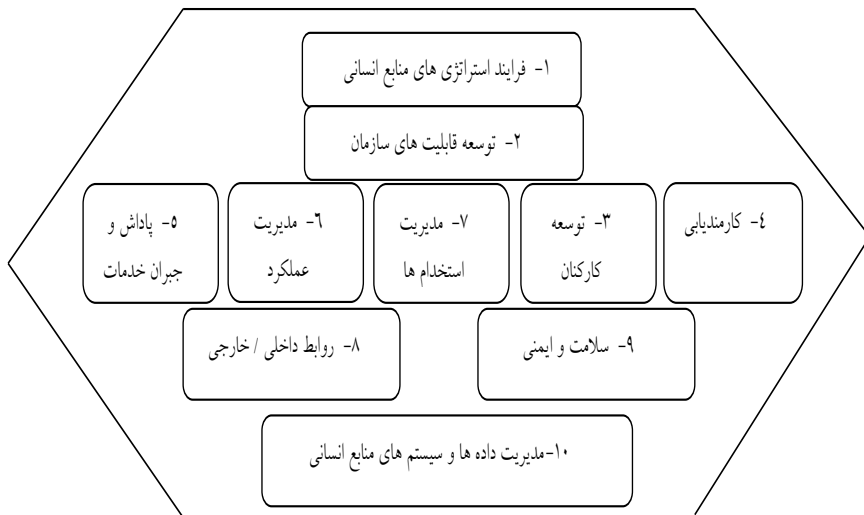 ۱- فرایند استراتژی های منابع انسانی
۲- توسعه قابلیت های سازمان
۴- کارمندیابی
۳- توسعه
کارکنان
۷- مدیریت
استخدام ها
۶- مدیریت
عملکرد
۵- پاداش و
جبران خدمات
۹- سلامت و ایمنی
۸- روابط داخلی / خارجی
۱۰-مدیریت داده ها و سیستم های منابع انسانی